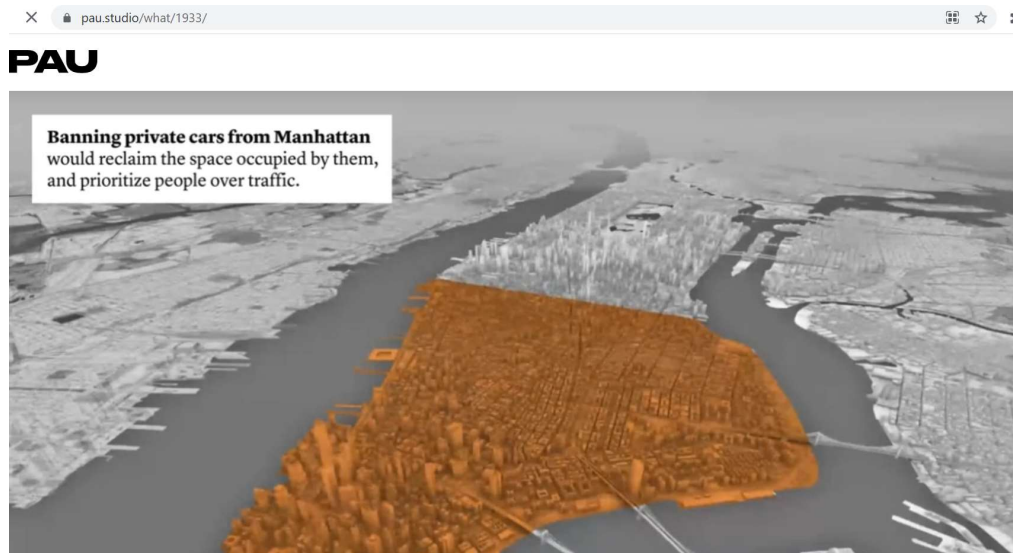 pau.studio/what/1933/
PAU
Banning private cars from Manhattan
would reclaim the space occupied by them,
and prioritize people over traffic.